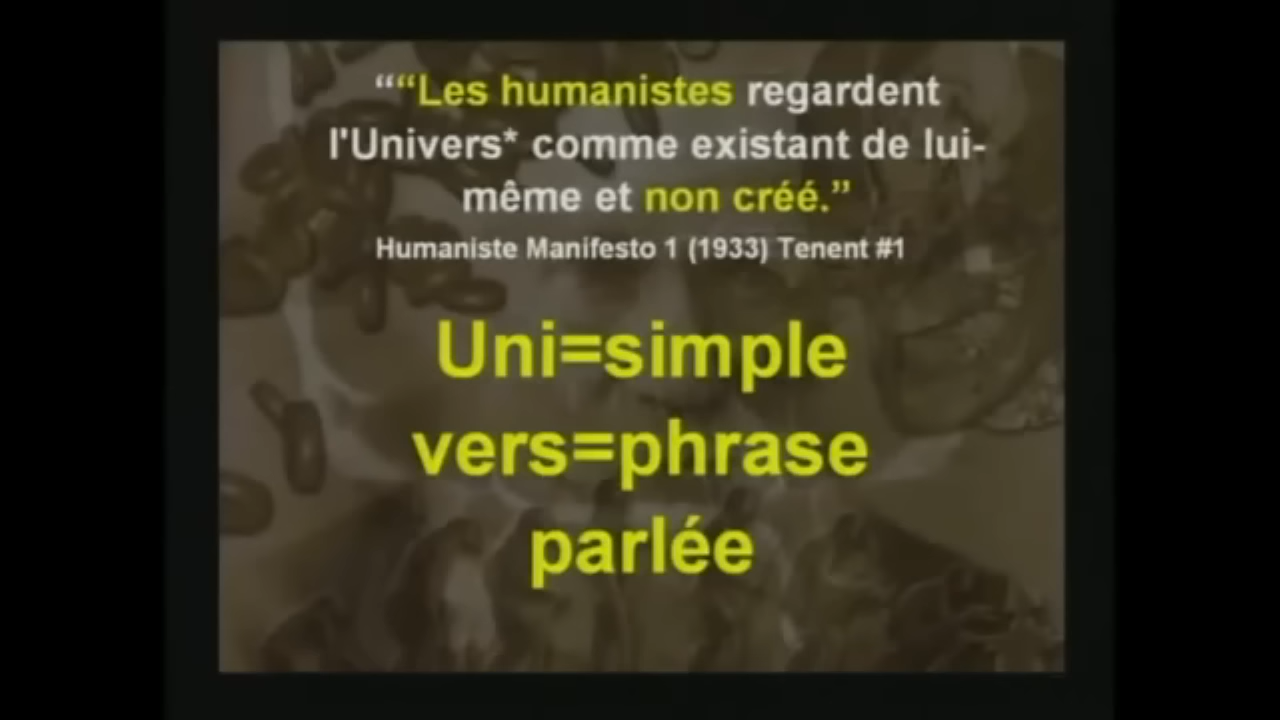 ““Les humanistes regardent
l'Univers* comme existant de lui-
même et non créé.”
Humaniste Manifesto 1 (1933) Tenent #1
Uni=simple
vers=phrase
parlée